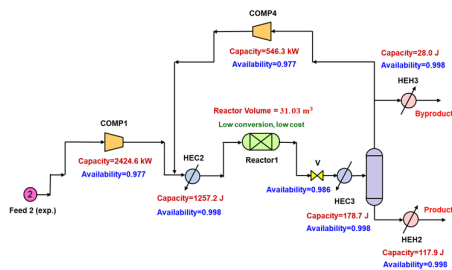 COMP4
Capacity=546.3 kW
Availability=0.977
Capacity=28.0 J
Availability=0.998
HEH3
Byproduct
Reactor Volume = 31.03 m³
Low conversion, low cost
COMP1
Capacity=2424.6 kW
Availability=0.977
HEC2
Reactor1
V
2
Feed 2 (exp.)
Capacity=1257.2 J
Availability=0.998
Availability=0.986
HEC3
Capacity=178.7 J
Availability=0.998
Product
HEH2
Capacity=117.9 J
Availability=0.998